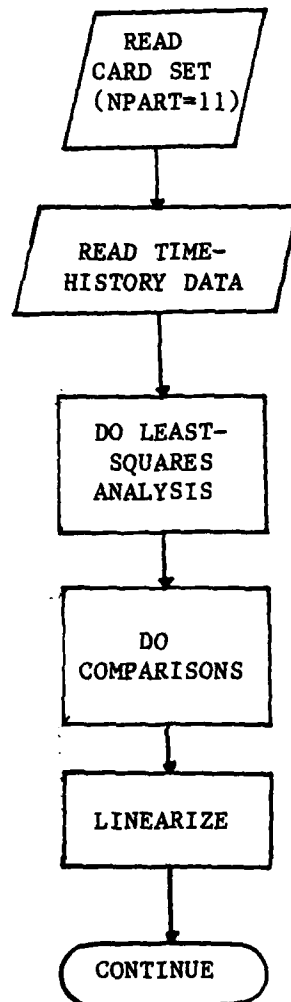 READ
CARD SET
(NPART=11)
READ TIME-
HISTORY DATA
DO LEAST-
SQUARES
ANALYSIS
DO
COMPARISONS
LINEARIZE
CONTINUE